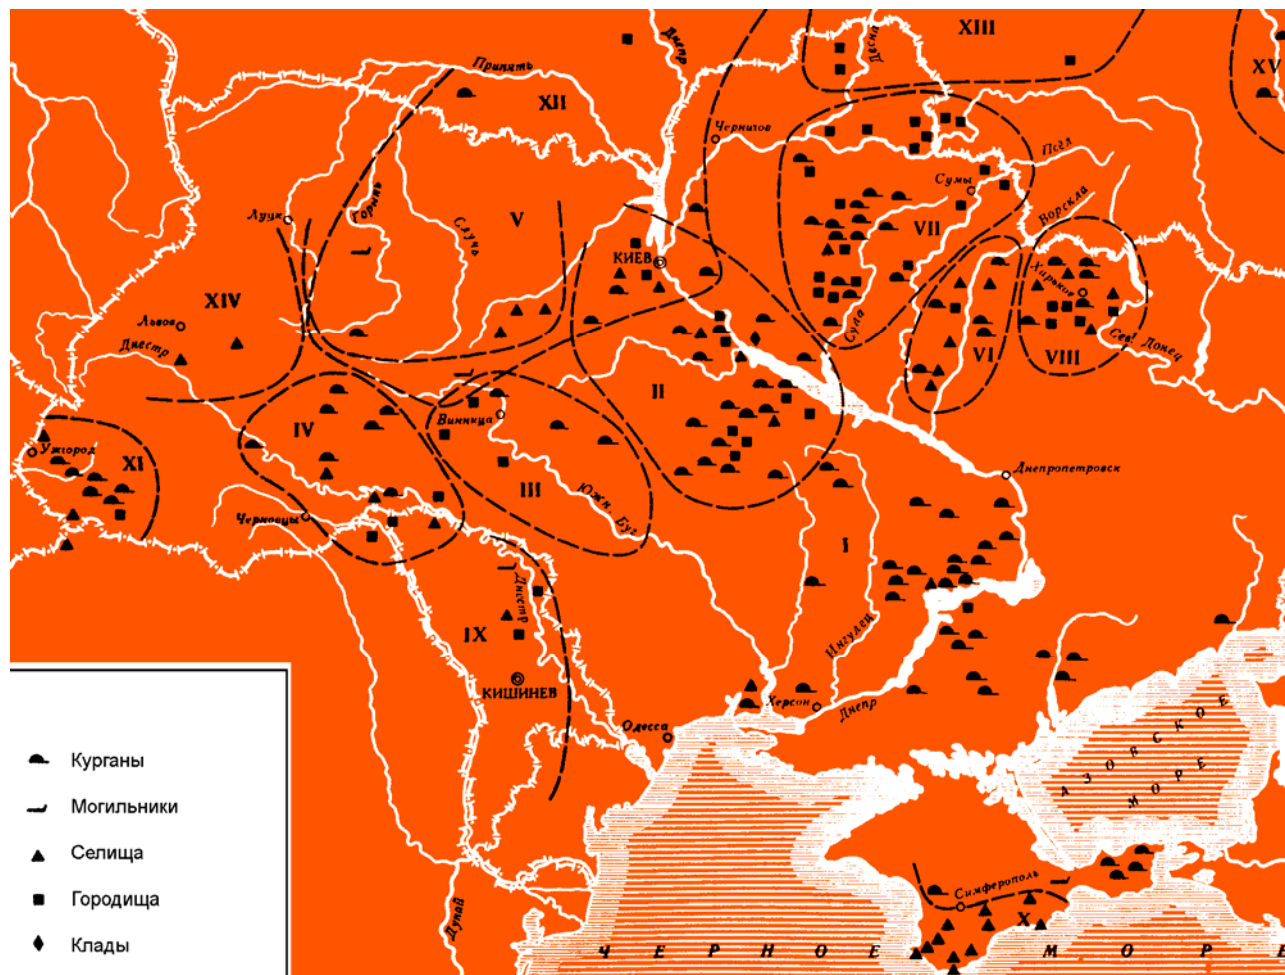 XIII
XV
Днепр
Десна
Припять
XII
Чернигов
Псёл
Сумы
Ворскла
Луцк
Горынь
Случь
V
VII
КИЕВ
Харьков
XIV
Львов
Днестр
Сула
VI
VIII
Сев. Донец
II
Винница
IV
XI
Ужгород
III
Днепропетровск
Черновцы
Южн. Буг
I
Днестр
IX
Ингулец
КИШИНЕВ
Херсон
Днепр
Одесса
АЗОВСКОЕ
МОРЕ
Курганы
Могильники
Селища
Городища
Клады
Дунай
Симферополь
X
ЧЕРНОЕ МОРЕ